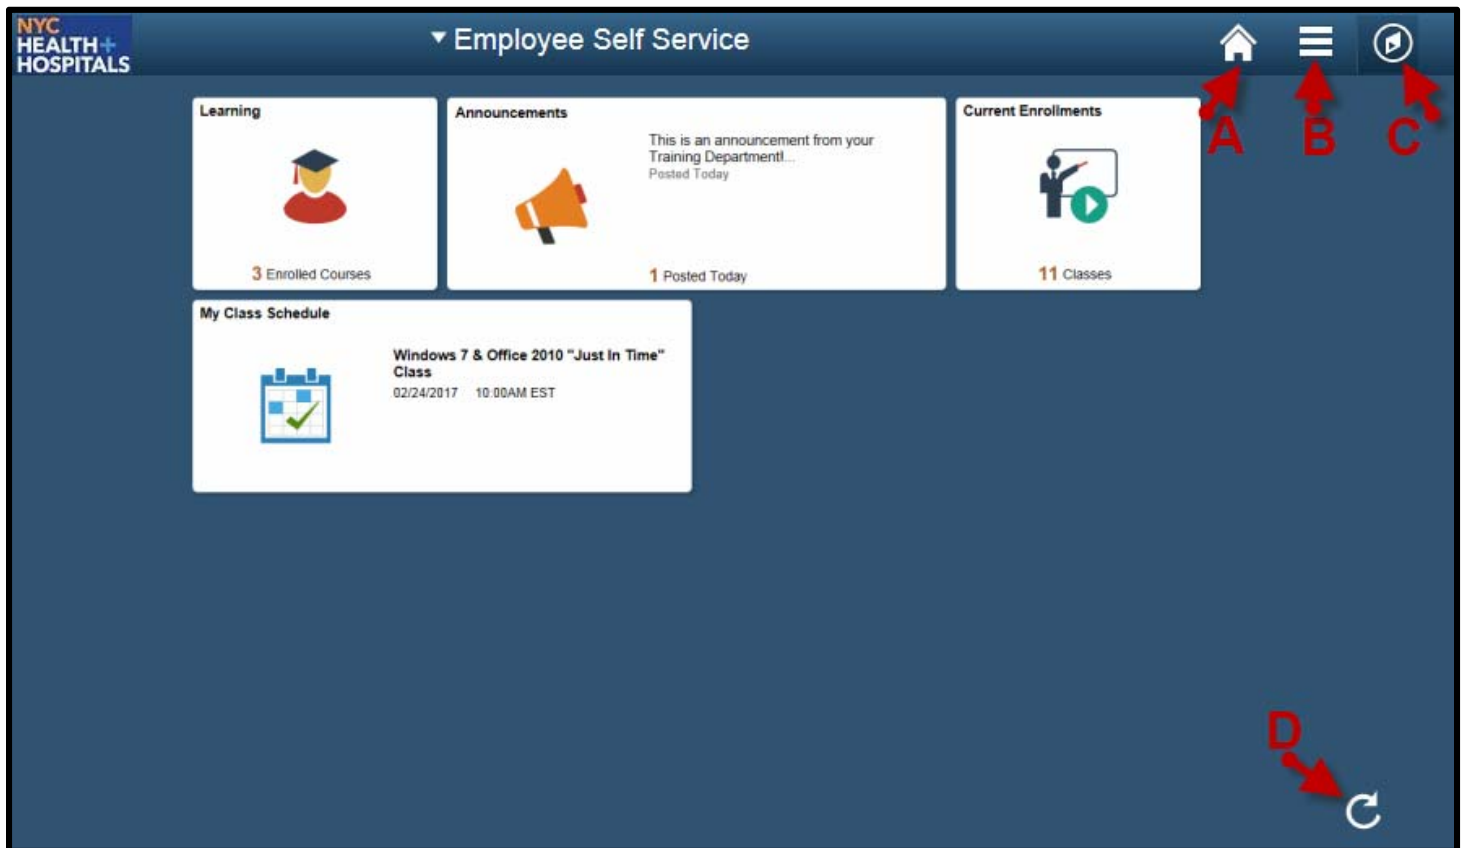 NYC
HEALTH+
HOSPITALS
Employee Self Service
A
B
C
Learning
3 Enrolled Courses
Announcements
This is an announcement from your
Training Department!...
Posted Today
1 Posted Today
Current Enrollments
11 Classes
My Class Schedule
Windows 7 & Office 2010 "Just In Time"
Class
02/24/2017 10:00AM EST
D